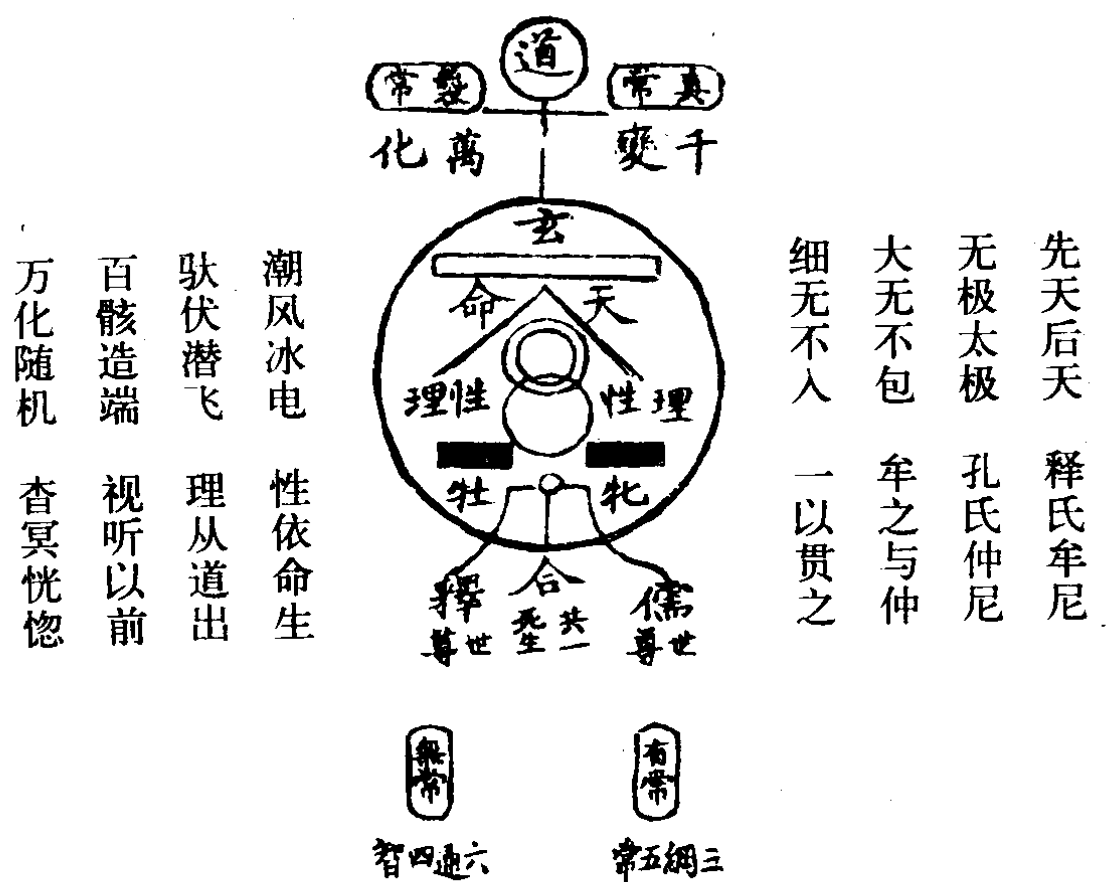 先天后天 释氏牟尼
无极太极 孔氏仲尼
大无不包 牟之与仲
细无不入 一以贯之
道
真常
常
千變
萬化
玄
天命
理性
性理
牝
牡
儒
世尊
合
共一
死生
釋
世尊
有常
無常
三綱五常
六通四智
潮风冰电 性依命生
驮伏潜飞 理从道出
百骸造端 视听以前
万化随机 杳冥恍惚